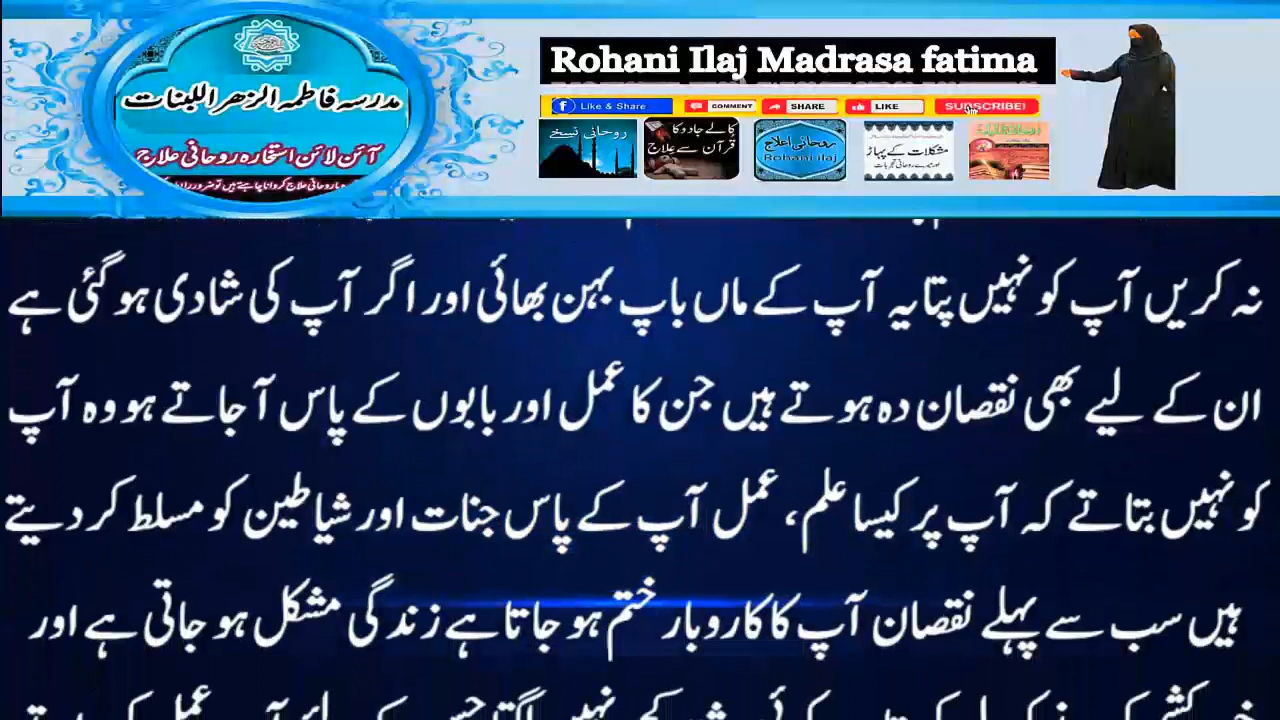 مدرسہ فاطمہ الزھرا للبنات
آئن لائن استخارہ روحانی علاج
Rohani Ilaj Madrasa fatima
Like & Share
COMMENT
SHARE
LIKE
SUBSCRIBE!
روحانی نسخ
کالے جادو کا
قرآن سے علاج
روحانی علاج
Rohani Ilaj
مشکلات کے پہاڑ
نہ کریں آپ کو نہیں پتا یہ آپ کے ماں باپ بہن بھائی اور اگر آپ کی شادی ہو گئی ہے
ان کے لیے بھی نقصان دہ ہوتے ہیں جن کا عمل اور بابوں کے پاس آ جاتے ہو وہ آپ
کو نہیں بتاتے کہ آپ پر کیسا علم، عمل آپ کے پاس جنات اور شیاطین کو مسلط کر دیتے
ہیں سب سے پہلے نقصان آپ کا کاروبار ختم ہو جاتا ہے زندگی مشکل ہو جاتی ہے اور